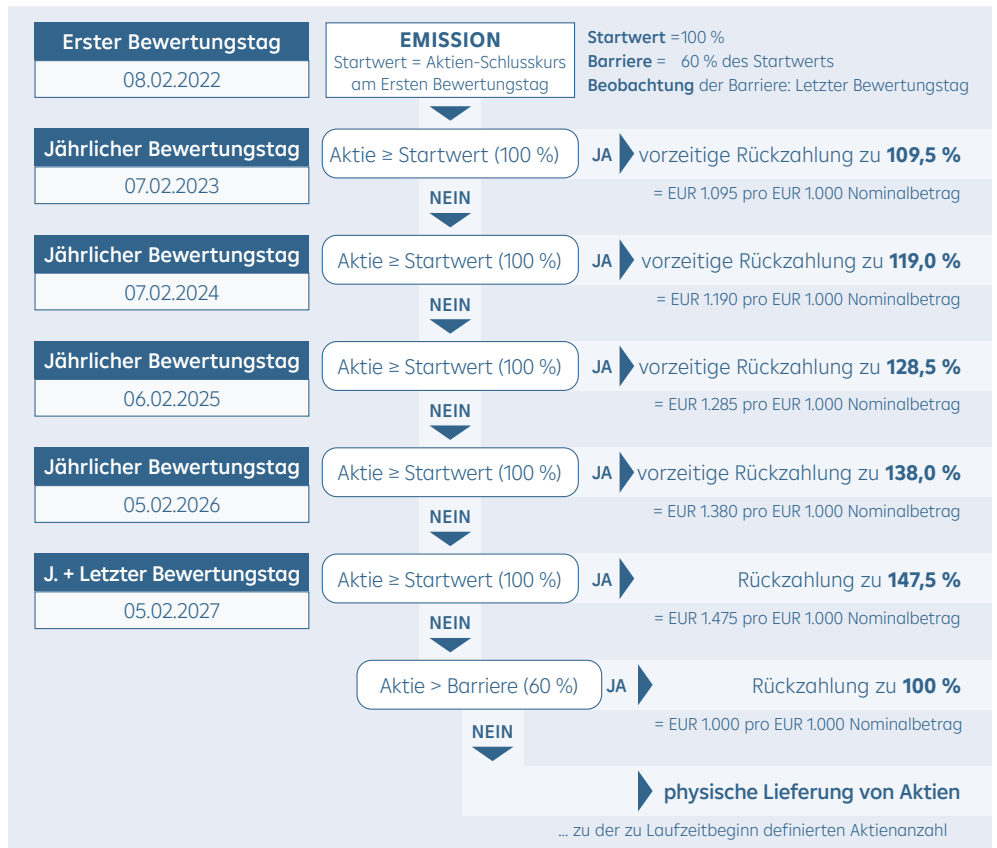 Erster Bewertungstag
08.02.2022
EMISSION
Startwert = Aktien-Schlusskurs
am Ersten Bewertungstag
Startwert =100 %
Barriere = 60 % des Startwerts
Beobachtung der Barriere: Letzter Bewertungstag
Jährlicher Bewertungstag
07.02.2023
Aktie ≥ Startwert (100 %)
JA
vorzeitige Rückzahlung zu 109,5 %
= EUR 1.095 pro EUR 1.000 Nominalbetrag
NEIN
Jährlicher Bewertungstag
07.02.2024
Aktie ≥ Startwert (100 %)
JA
vorzeitige Rückzahlung zu 119,0 %
= EUR 1.190 pro EUR 1.000 Nominalbetrag
NEIN
Jährlicher Bewertungstag
06.02.2025
Aktie ≥ Startwert (100 %)
JA
vorzeitige Rückzahlung zu 128,5 %
= EUR 1.285 pro EUR 1.000 Nominalbetrag
NEIN
Jährlicher Bewertungstag
05.02.2026
Aktie ≥ Startwert (100 %)
JA
vorzeitige Rückzahlung zu 138,0 %
= EUR 1.380 pro EUR 1.000 Nominalbetrag
NEIN
J. + Letzter Bewertungstag
05.02.2027
Aktie ≥ Startwert (100 %)
JA
Rückzahlung zu 147,5 %
= EUR 1.475 pro EUR 1.000 Nominalbetrag
NEIN
Aktie > Barriere (60 %)
JA
Rückzahlung zu 100 %
= EUR 1.000 pro EUR 1.000 Nominalbetrag
NEIN
physische Lieferung von Aktien
... zu der zu Laufzeitbeginn definierten Aktienanzahl